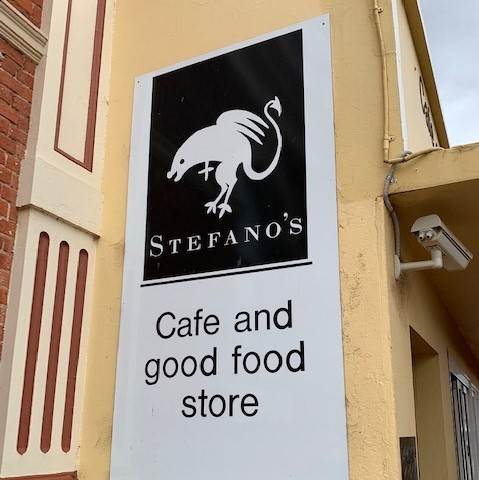 STEFANO'S
Cafe and
good food
store